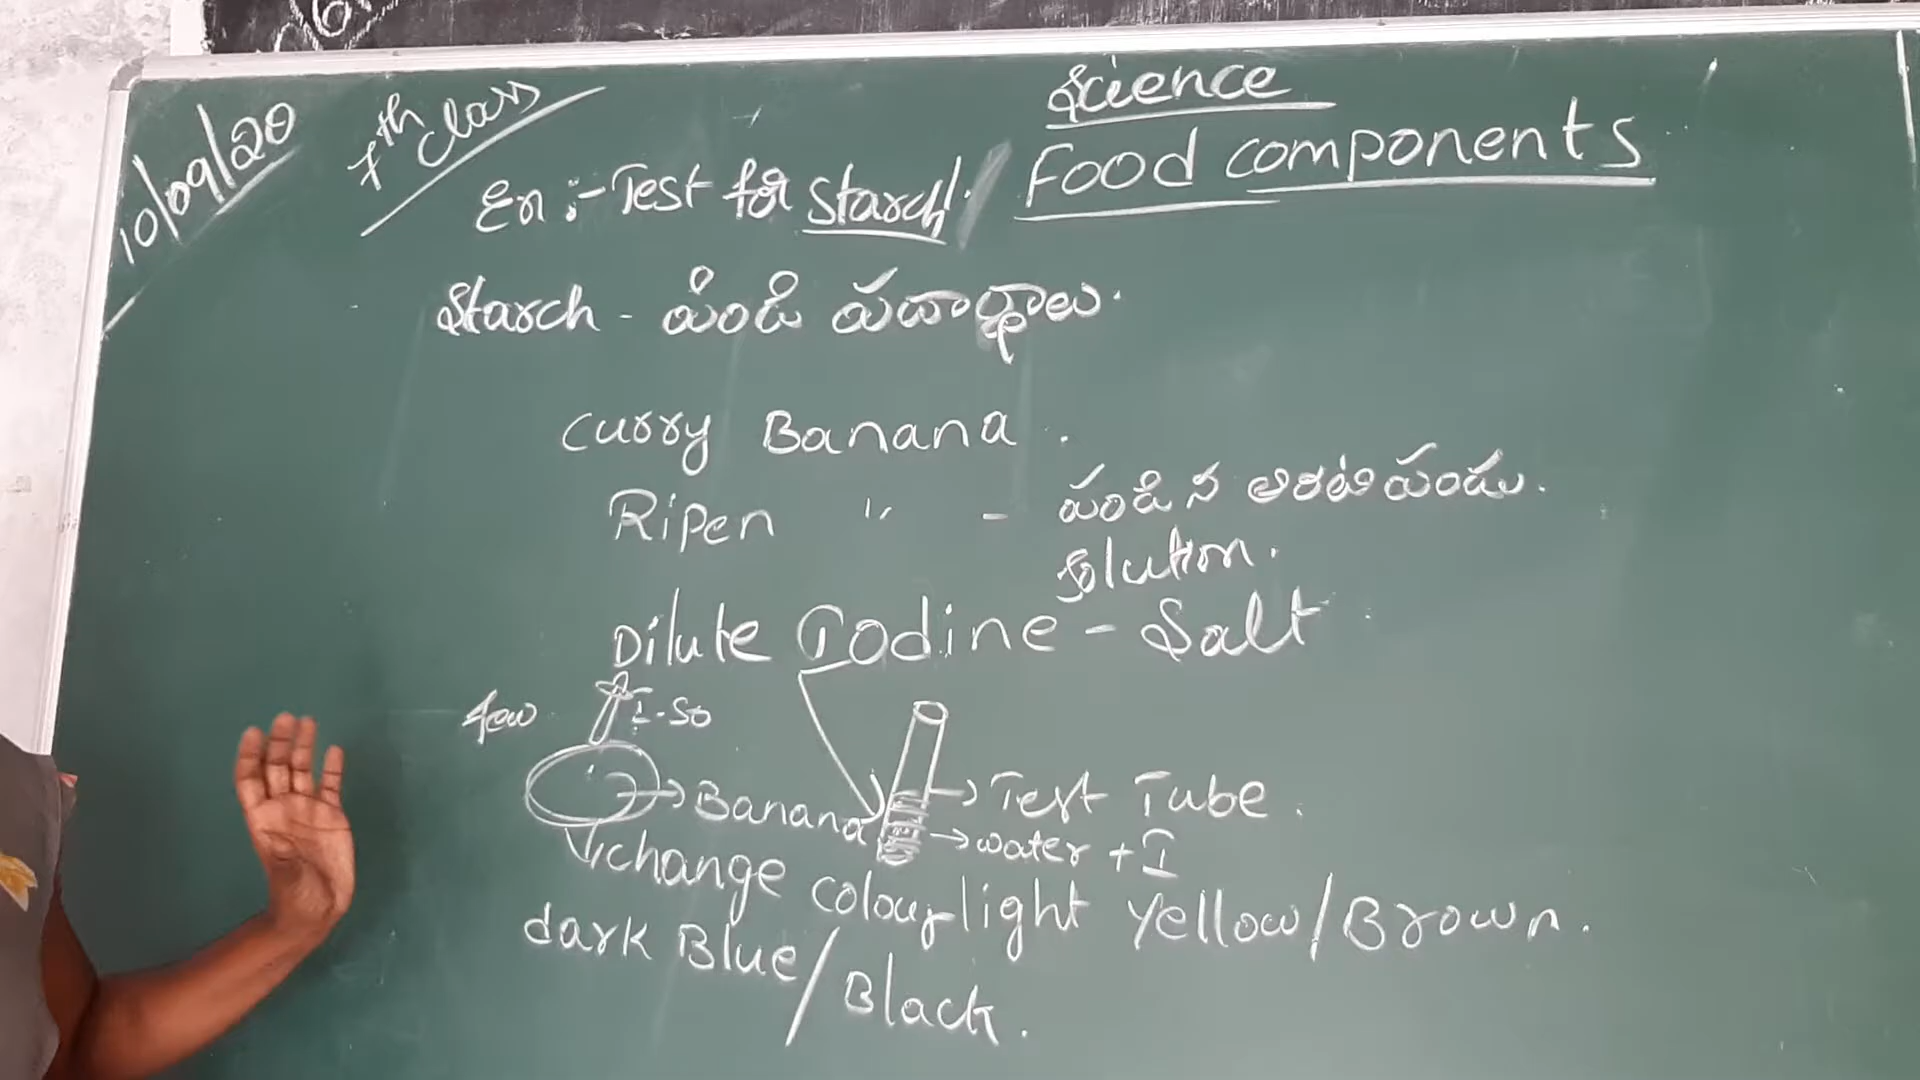 10/09/20
7th class
Science
Food components
En :- Test for starch.
Starch - పిండి పదార్థాలు.
curry Banana.
Ripen " - పండిన అరటిపండు.
Solution.
Dilute Iodine - Salt
few
I-So
Banana
Test Tube.
water + I
change colour light yellow/Brown.
dark Blue/Black.